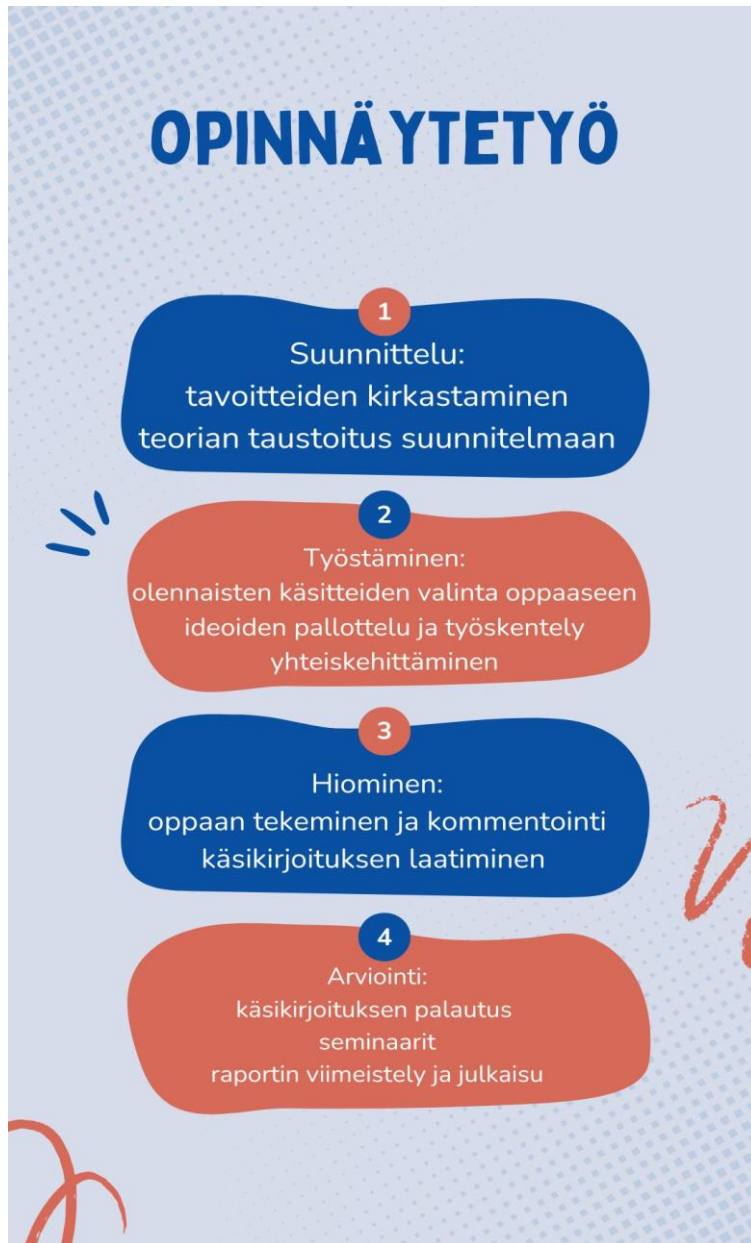 OPINNÄYTETYÖ
1
Suunnittelu:
tavoitteiden kirkastaminen
teorian taustoitus suunnitelmaan
2
Työstäminen:
olennaisten käsitteiden valinta oppaaseen
ideoiden pallottelu ja työskentely
yhteiskehittäminen
3
Hiominen:
oppaan tekeminen ja kommentointi
käsikirjoituksen laatiminen
4
Arviointi:
käsikirjoituksen palautus
seminaarit
raportin viimeistely ja julkaisu